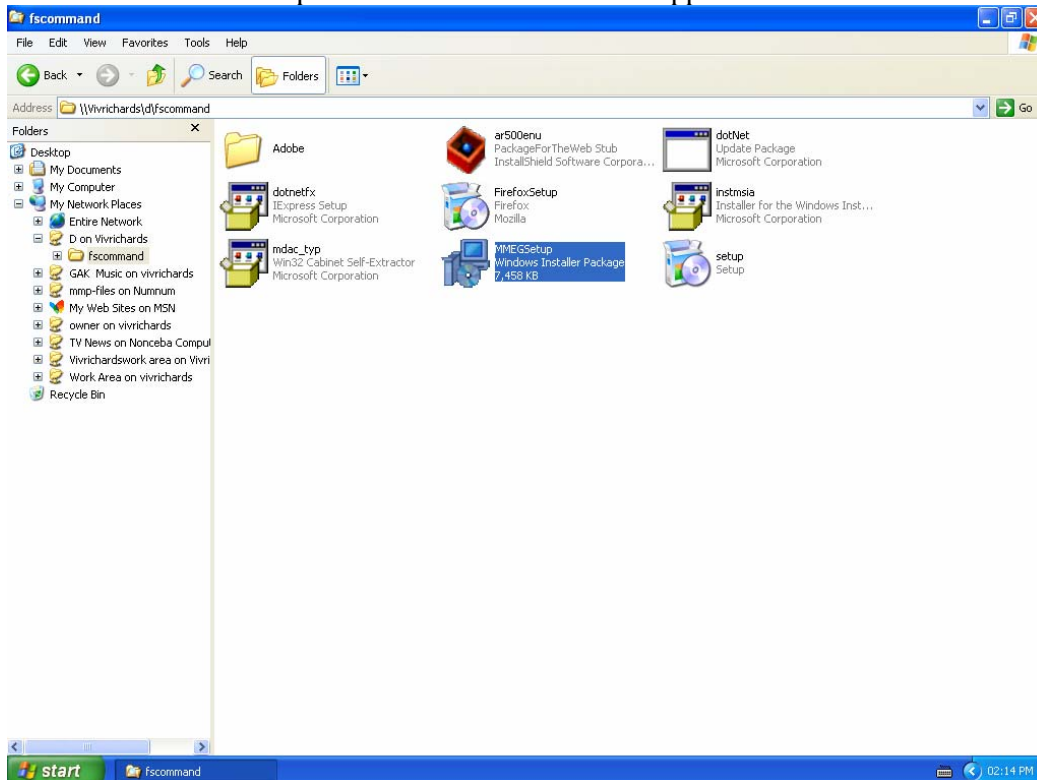 fscommand
File Edit View Favorites Tools Help
Back Search Folders
Address \\Vivrichards\d\fscommand Go
Folders
Desktop
My Documents
My Computer
My Network Places
Entire Network
D on Vivrichards
fscommand
GAK Music on vivrichards
mmp-files on Numnum
My Web Sites on MSN
owner on vivrichards
TV News on Nonceba Comput
Vivrichardswork area on Vivri
Work Area on vivrichards
Recycle Bin
Adobe
ar500enu
PackageForTheWeb Stub
InstallShield Software Corpora...
dotNet
Update Package
Microsoft Corporation
dotnetfx
IExpress Setup
Microsoft Corporation
FirefoxSetup
Firefox
Mozilla
instmsia
Installer for the Windows Inst...
Microsoft Corporation
mdac_typ
Win32 Cabinet Self-Extractor
Microsoft Corporation
MMEGSetup
Windows Installer Package
7,458 KB
setup
Setup
start fscommand 02:14 PM